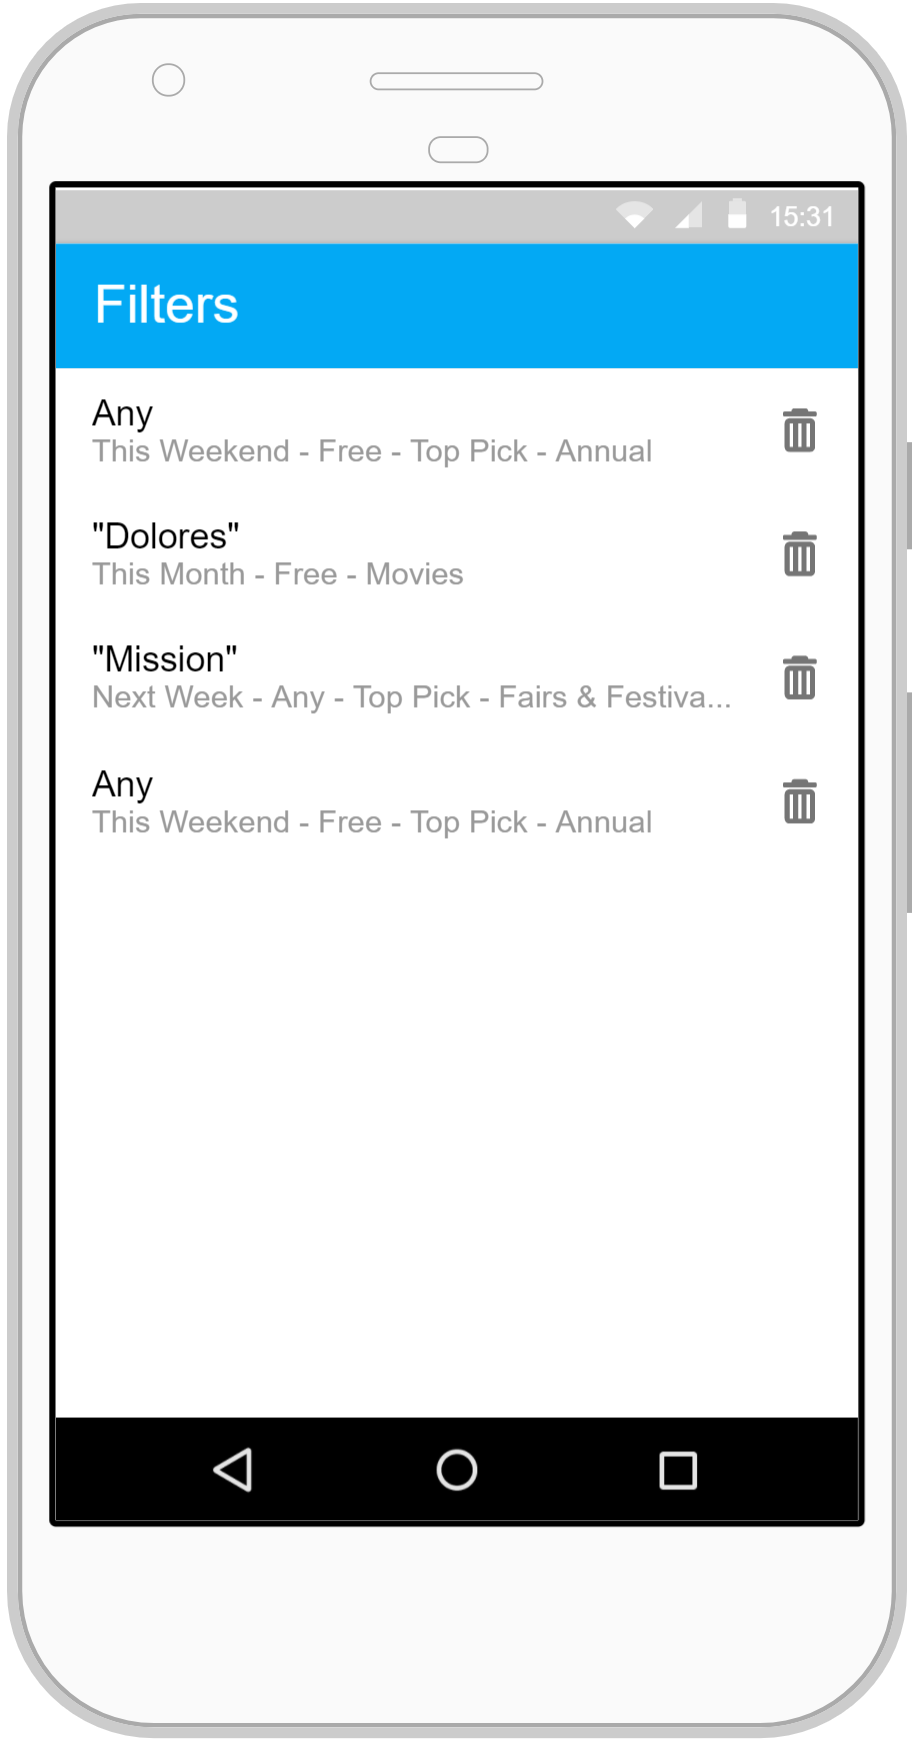 15:31
Filters
Any
This Weekend - Free - Top Pick - Annual
"Dolores"
This Month - Free - Movies
"Mission"
Next Week - Any - Top Pick - Fairs & Festiva...
Any
This Weekend - Free - Top Pick - Annual